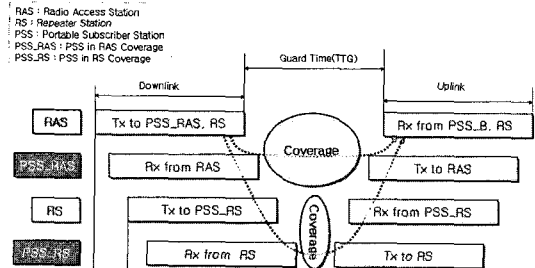 RAS : Radio Access Station
RS : Repeater Station
PSS : Portable Subscriber Station
PSS_RAS : PSS in RAS Coverage
PSS_RS : PSS in RS Coverage
Guard Time(TTG)
Downlink
Uplink
RAS
Tx to PSS_RAS, RS
Rx from PSS_B, RS
Coverage
PSS_RAS
Rx from RAS
Tx to RAS
RS
Tx to PSS_RS
Coverage
Rx from PSS_RS
PSS_RS
Rx from RS
Tx to RS